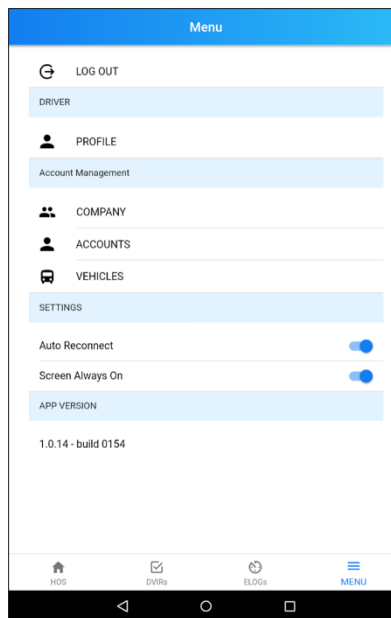 Menu
LOG OUT
DRIVER
PROFILE
Account Management
COMPANY
ACCOUNTS
VEHICLES
SETTINGS
Auto Reconnect
Screen Always On
APP VERSION
1.0.14 - build 0154
HOS DVIRs ELOGs MENU